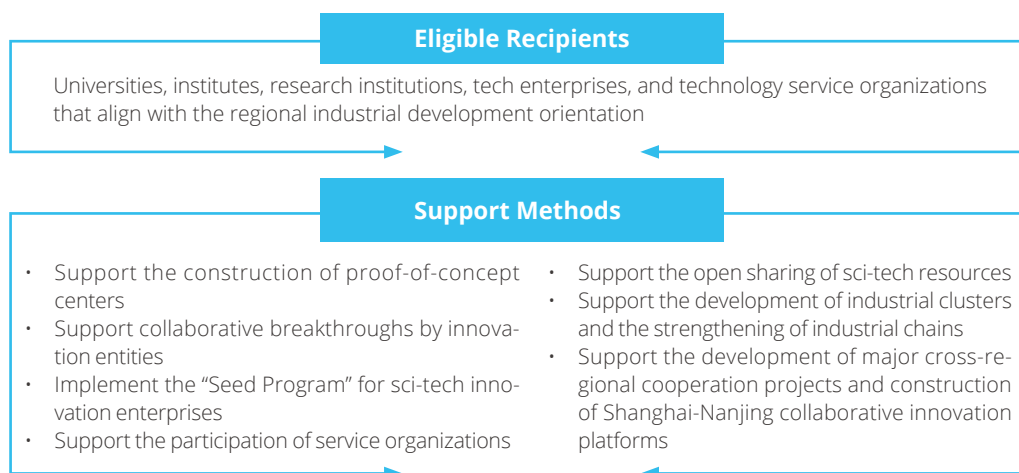 Eligible Recipients
Universities, institutes, research institutions, tech enterprises, and technology service organizations
that align with the regional industrial development orientation
Support Methods
• Support the construction of proof-of-concept
centers
• Support collaborative breakthroughs by innova-
tion entities
• Implement the “Seed Program” for sci-tech inno-
vation enterprises
• Support the participation of service organizations
• Support the open sharing of sci-tech resources
• Support the development of industrial clusters
and the strengthening of industrial chains
• Support the development of major cross-re-
gional cooperation projects and construction
of Shanghai-Nanjing collaborative innovation
platforms